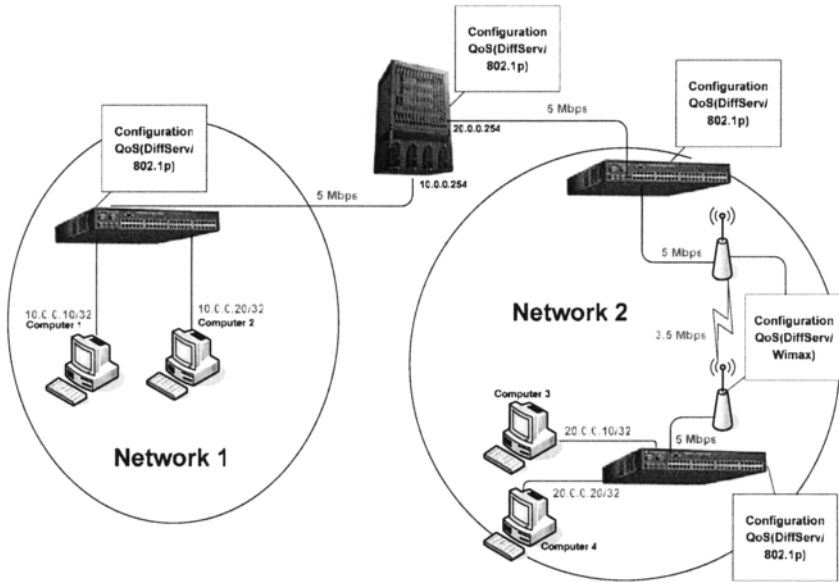 Configuration
QoS(DiffServ/
802.1p)
5 Mbps
20.0.0.254
Configuration
QoS(DiffServ/
802.1p)
Configuration
QoS(DiffServ/
802.1p)
10.0.0.254
5 Mbps
5 Mbps
10.0.0.10/32
Computer 1
10.0.0.20/32
Computer 2
Network 2
3.5 Mbps
Configuration
QoS(DiffServ/
Wimax)
Computer 3
20.0.0.10/32
5 Mbps
Network 1
20.0.0.20/32
Computer 4
Configuration
QoS(DiffServ/
802.1p)